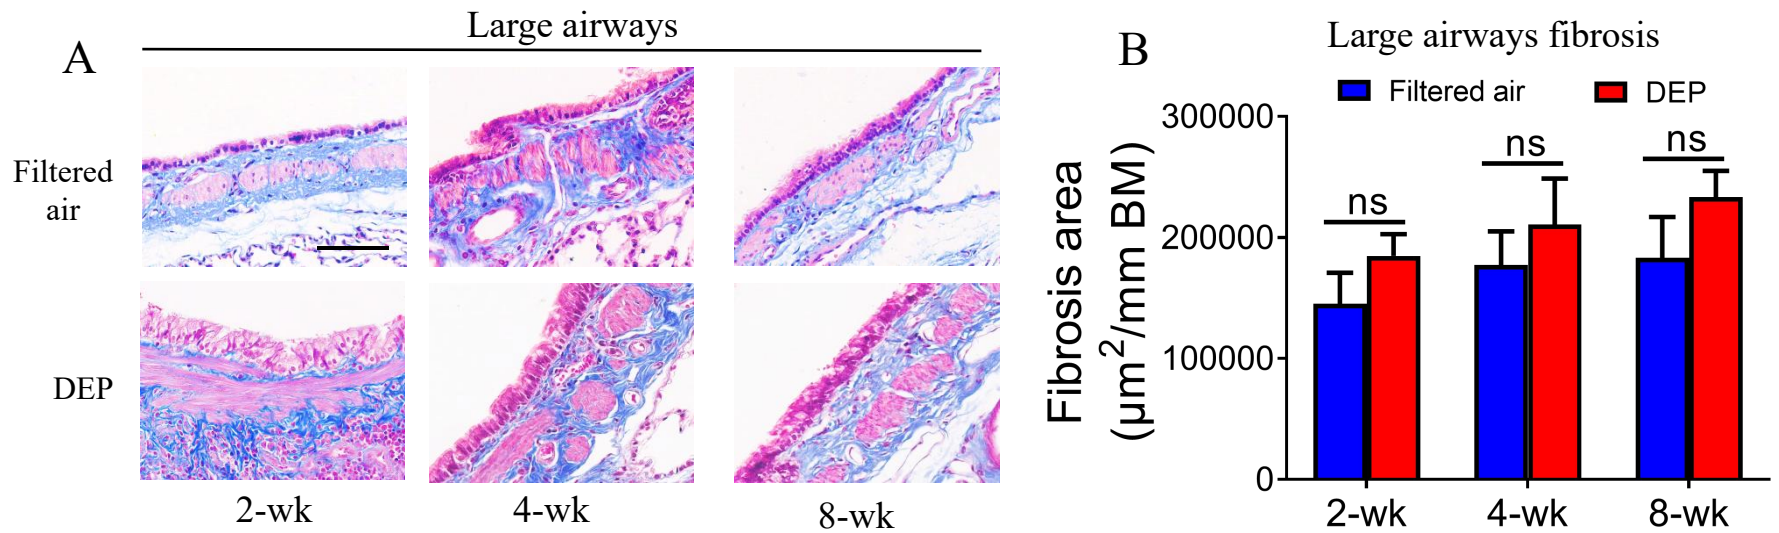 Large airways
A
Filtered
air
DEP
2-wk
4-wk
8-wk
B
Large airways fibrosis
Filtered air
DEP
Fibrosis area
(µm²/mm BM)
300000
200000
100000
0
ns
ns
ns
2-wk
4-wk
8-wk